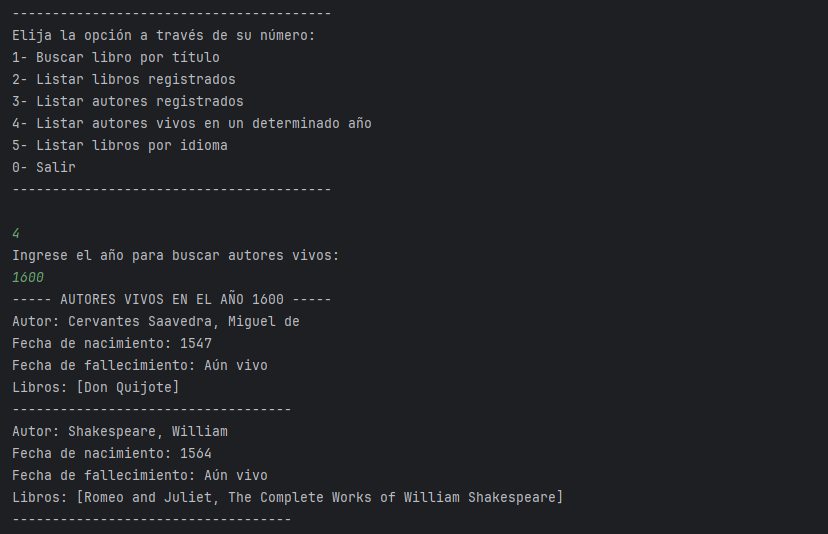 ----------------------------------------
Elija la opción a través de su número:
1- Buscar libro por título
2- Listar libros registrados
3- Listar autores registrados
4- Listar autores vivos en un determinado año
5- Listar libros por idioma
0- Salir
----------------------------------------
4
Ingrese el año para buscar autores vivos:
1600
----- AUTORES VIVOS EN EL AÑO 1600 -----
Autor: Cervantes Saavedra, Miguel de
Fecha de nacimiento: 1547
Fecha de fallecimiento: Aún vivo
Libros: [Don Quijote]
-----------------------------------
Autor: Shakespeare, William
Fecha de nacimiento: 1564
Fecha de fallecimiento: Aún vivo
Libros: [Romeo and Juliet, The Complete Works of William Shakespeare]
-----------------------------------